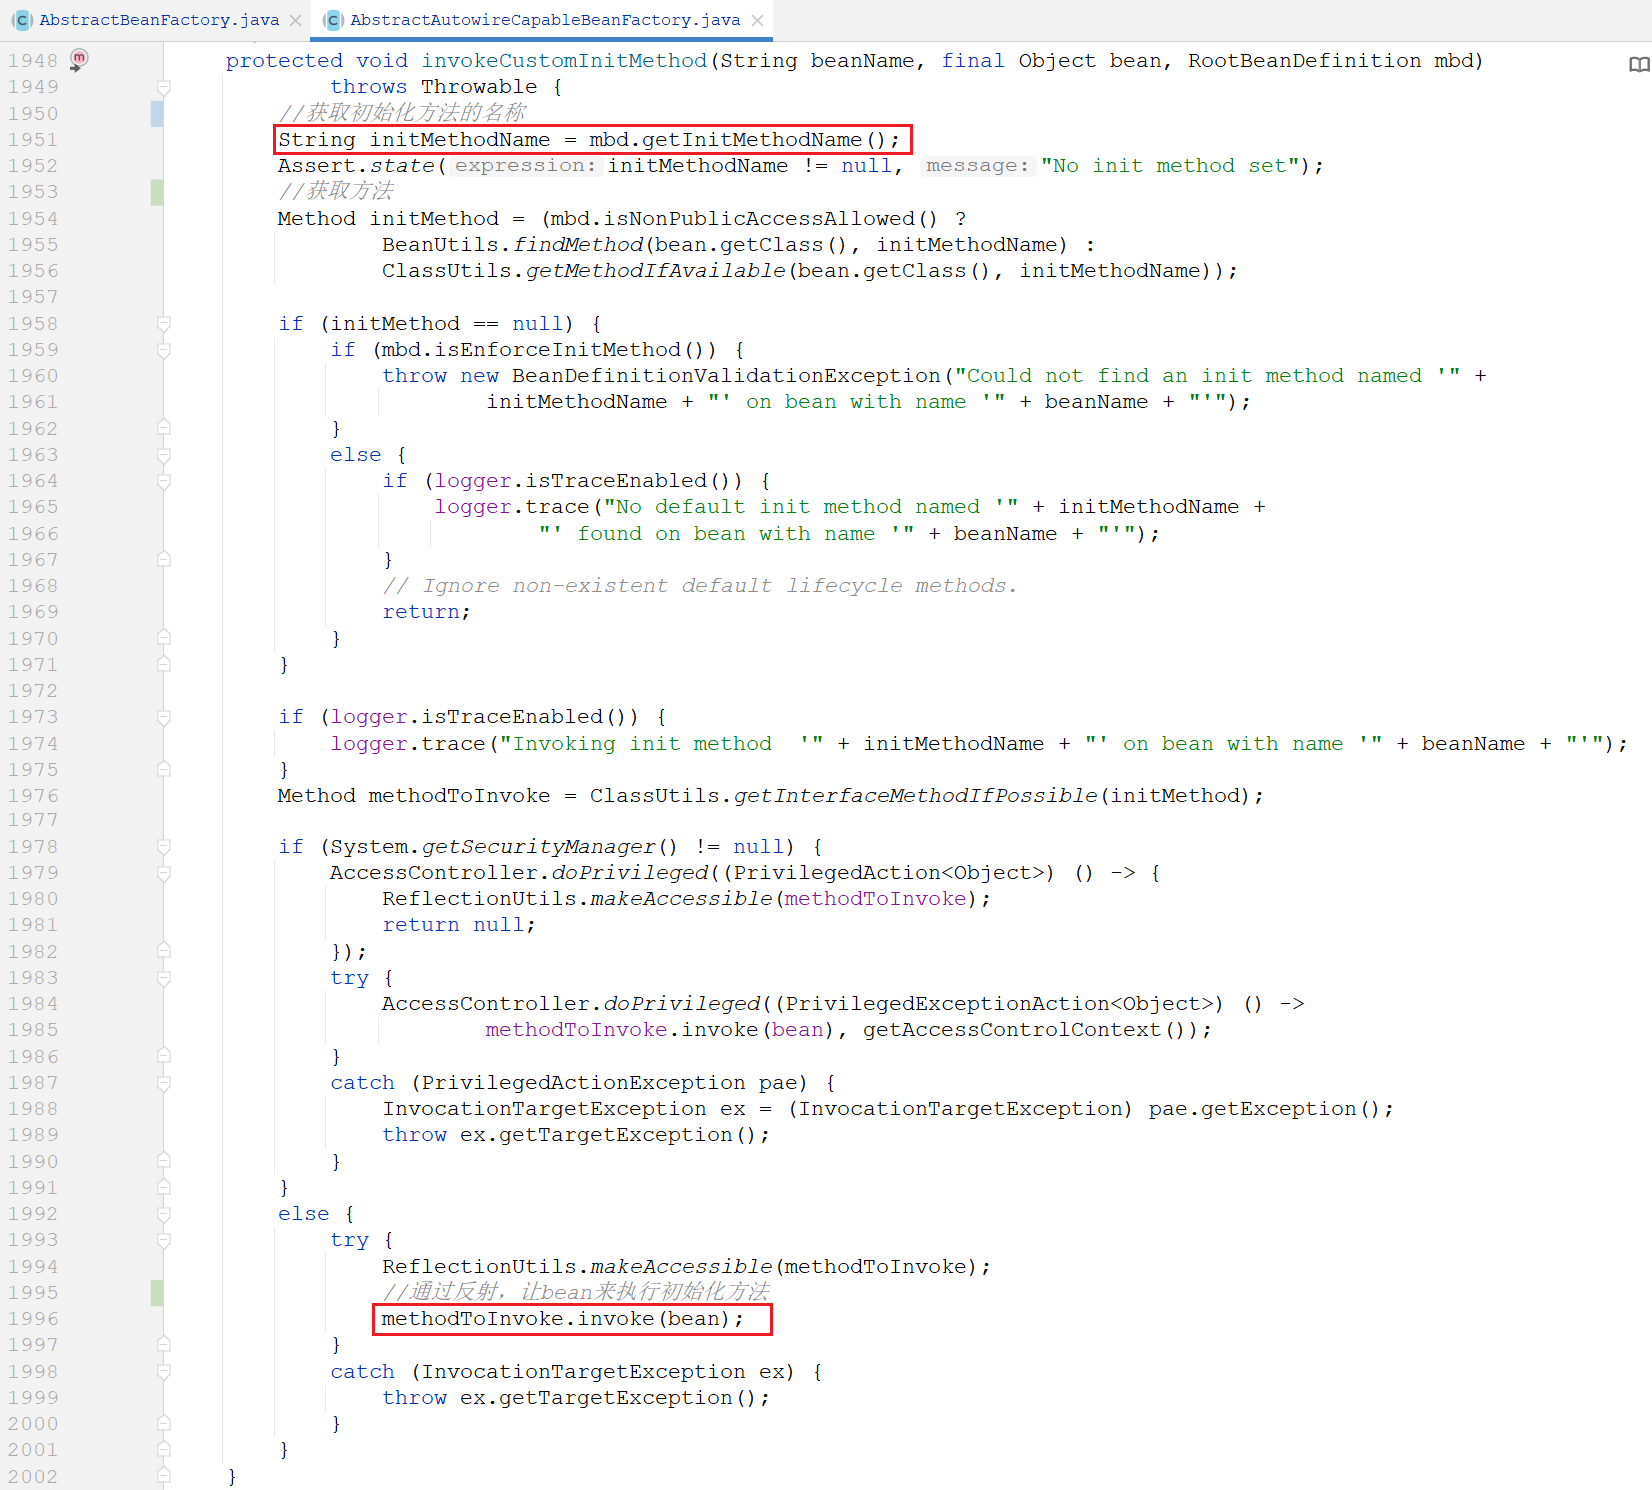 AbstractBeanFactory.java AbstractAutowireCapableBeanFactory.java
1948 protected void invokeCustomInitMethod(String beanName, final Object bean, RootBeanDefinition mbd)
1949 throws Throwable {
1950 //获取初始化方法的名称
1951 String initMethodName = mbd.getInitMethodName();
1952 Assert.state( expression: initMethodName != null, message: "No init method set");
1953 //获取方法
1954 Method initMethod = (mbd.isNonPublicAccessAllowed() ?
1955 BeanUtils.findMethod(bean.getClass(), initMethodName) :
1956 ClassUtils.getMethodIfAvailable(bean.getClass(), initMethodName));
1957
1958 if (initMethod == null) {
1959 if (mbd.isEnforceInitMethod()) {
1960 throw new BeanDefinitionValidationException("Could not find an init method named '" +
1961 initMethodName + "' on bean with name '" + beanName + "'");
1962 }
1963 else {
1964 if (logger.isTraceEnabled()) {
1965 logger.trace("No default init method named '" + initMethodName +
1966 "' found on bean with name '" + beanName + "'");
1967 }
1968 // Ignore non-existent default lifecycle methods.
1969 return;
1970 }
1971 }
1972
1973 if (logger.isTraceEnabled()) {
1974 logger.trace("Invoking init method  '" + initMethodName + "' on bean with name '" + beanName + "'");
1975 }
1976 Method methodToInvoke = ClassUtils.getInterfaceMethodIfPossible(initMethod);
1977
1978 if (System.getSecurityManager() != null) {
1979 AccessController.doPrivileged((PrivilegedAction<Object>) () -> {
1980 ReflectionUtils.makeAccessible(methodToInvoke);
1981 return null;
1982 });
1983 try {
1984 AccessController.doPrivileged((PrivilegedExceptionAction<Object>) () ->
1985 methodToInvoke.invoke(bean), getAccessControlContext());
1986 }
1987 catch (PrivilegedActionException pae) {
1988 InvocationTargetException ex = (InvocationTargetException) pae.getException();
1989 throw ex.getTargetException();
1990 }
1991 }
1992 else {
1993 try {
1994 ReflectionUtils.makeAccessible(methodToInvoke);
1995 //通过反射，让bean来执行初始化方法
1996 methodToInvoke.invoke(bean);
1997 }
1998 catch (InvocationTargetException ex) {
1999 throw ex.getTargetException();
2000 }
2001 }
2002 }